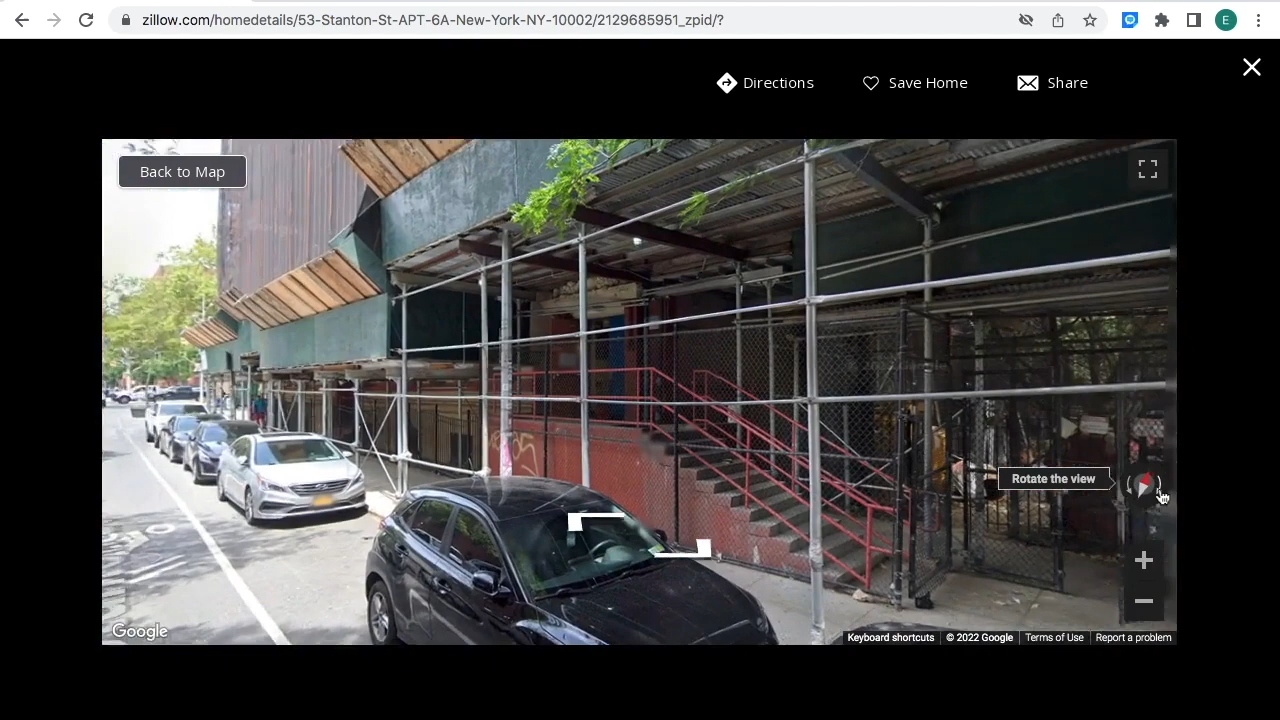 zillow.com/homedetails/53-Stanton-St-APT-6A-New-York-NY-10002/2129685951_zpid/?
E
Directions
Save Home
Share
Back to Map
Rotate the view
Google
Keyboard shortcuts
© 2022 Google
Terms of Use
Report a problem